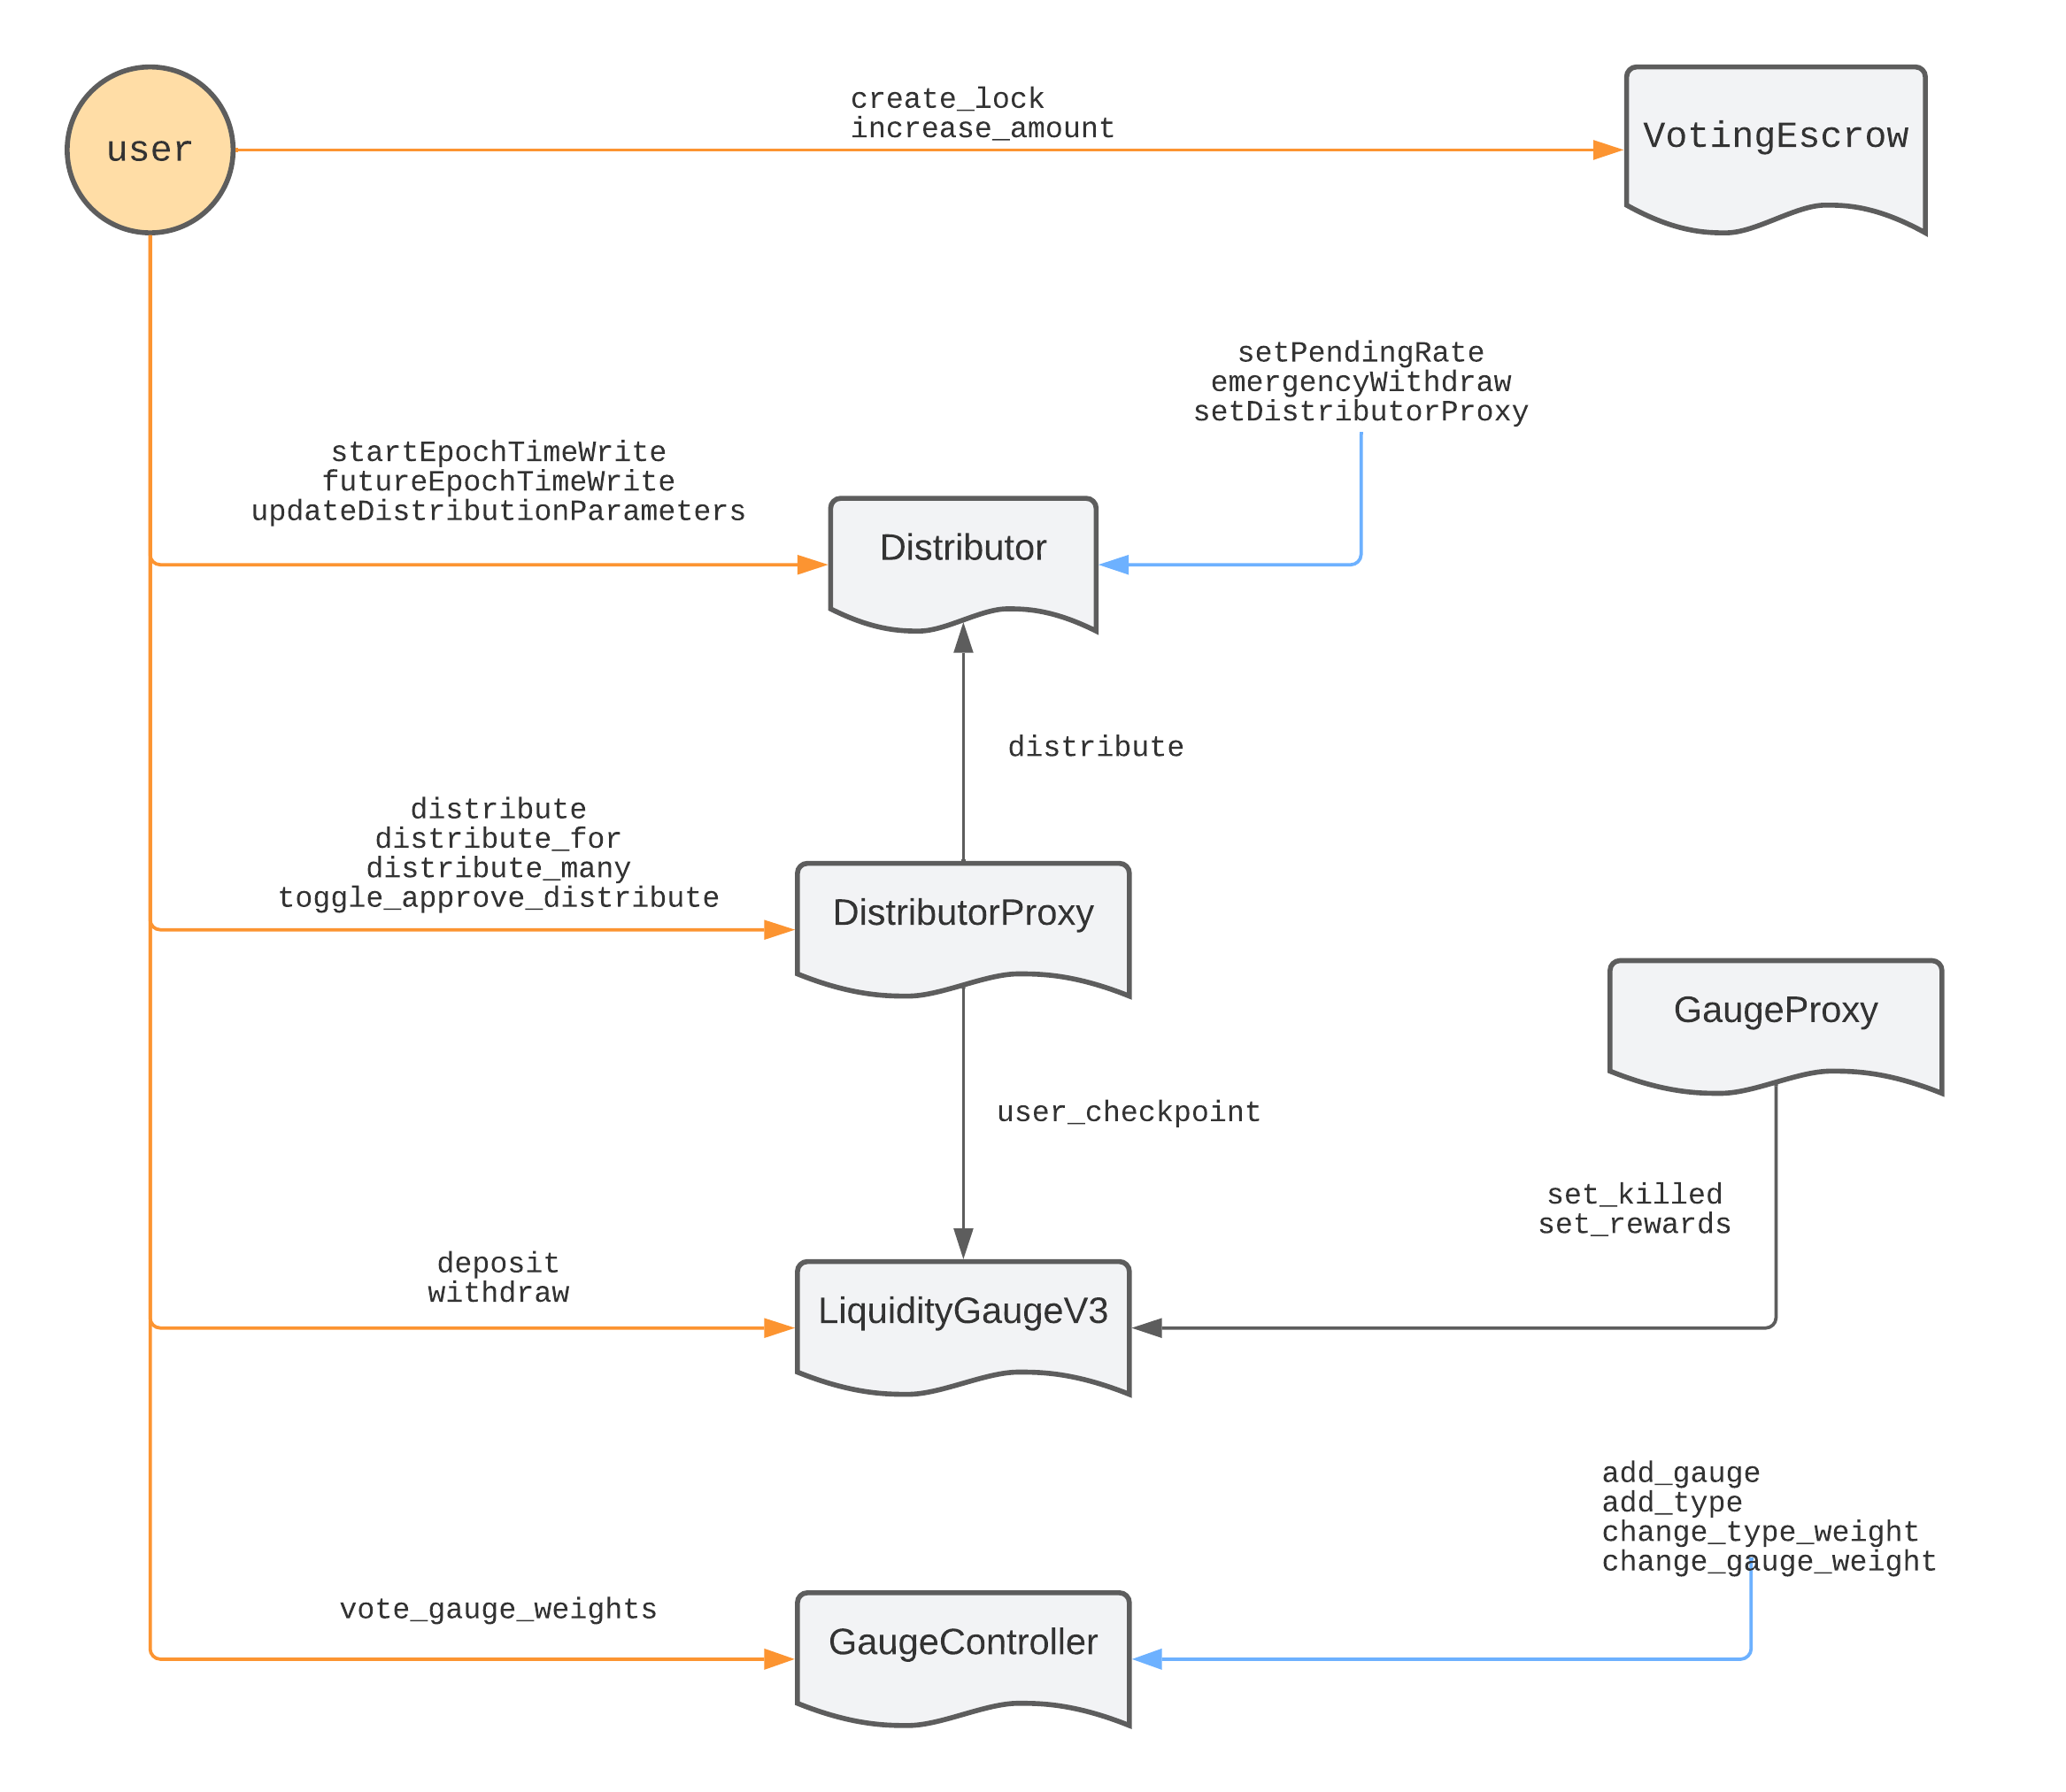 create_lock
increase_amount
user
VotingEscrow
setPendingRate
emergencyWithdraw
setDistributorProxy
startEpochTimeWrite
futureEpochTimeWrite
updateDistributionParameters
Distributor
distribute
distribute
distribute_for
distribute_many
toggle_approve_distribute
DistributorProxy
GaugeProxy
user_checkpoint
set_killed
set_rewards
deposit
withdraw
LiquidityGaugeV3
add_gauge
add_type
change_type_weight
change_gauge_weight
vote_gauge_weights
GaugeController